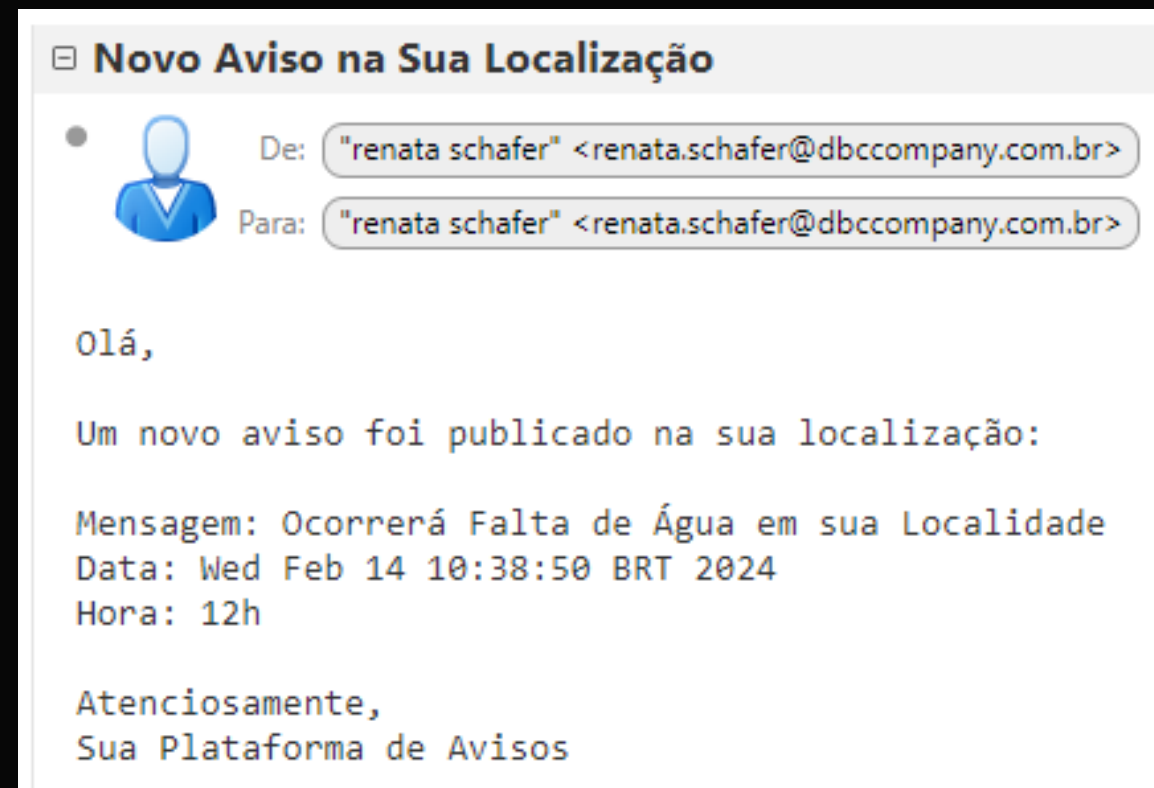 Novo Aviso na Sua Localização
De: "renata schafer" <renata.schafer@dbccompany.com.br>
Para: "renata schafer" <renata.schafer@dbccompany.com.br>
Olá,
Um novo aviso foi publicado na sua localização:
Mensagem: Ocorrerá Falta de Água em sua Localidade
Data: Wed Feb 14 10:38:50 BRT 2024
Hora: 12h
Atenciosamente,
Sua Plataforma de Avisos